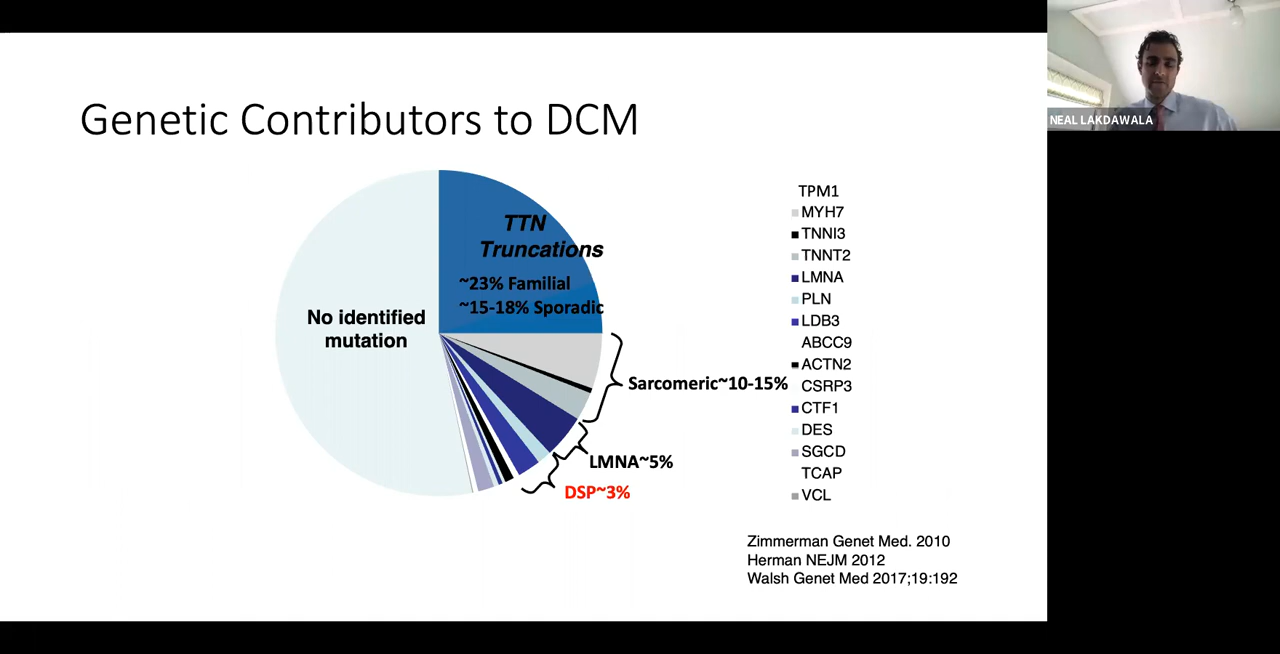 Genetic Contributors to DCM
NEAL LAKDAWALA
TTN
Truncations
~23% Familial
~15-18% Sporadic
No identified
mutation
Sarcomeric~10-15%
LMNA~5%
DSP~3%
TPM1
MYH7
TNNI3
TNNT2
LMNA
PLN
LDB3
ABCC9
ACTN2
CSRP3
CTF1
DES
SGCD
TCAP
VCL
Zimmerman Genet Med. 2010
Herman NEJM 2012
Walsh Genet Med 2017;19:192